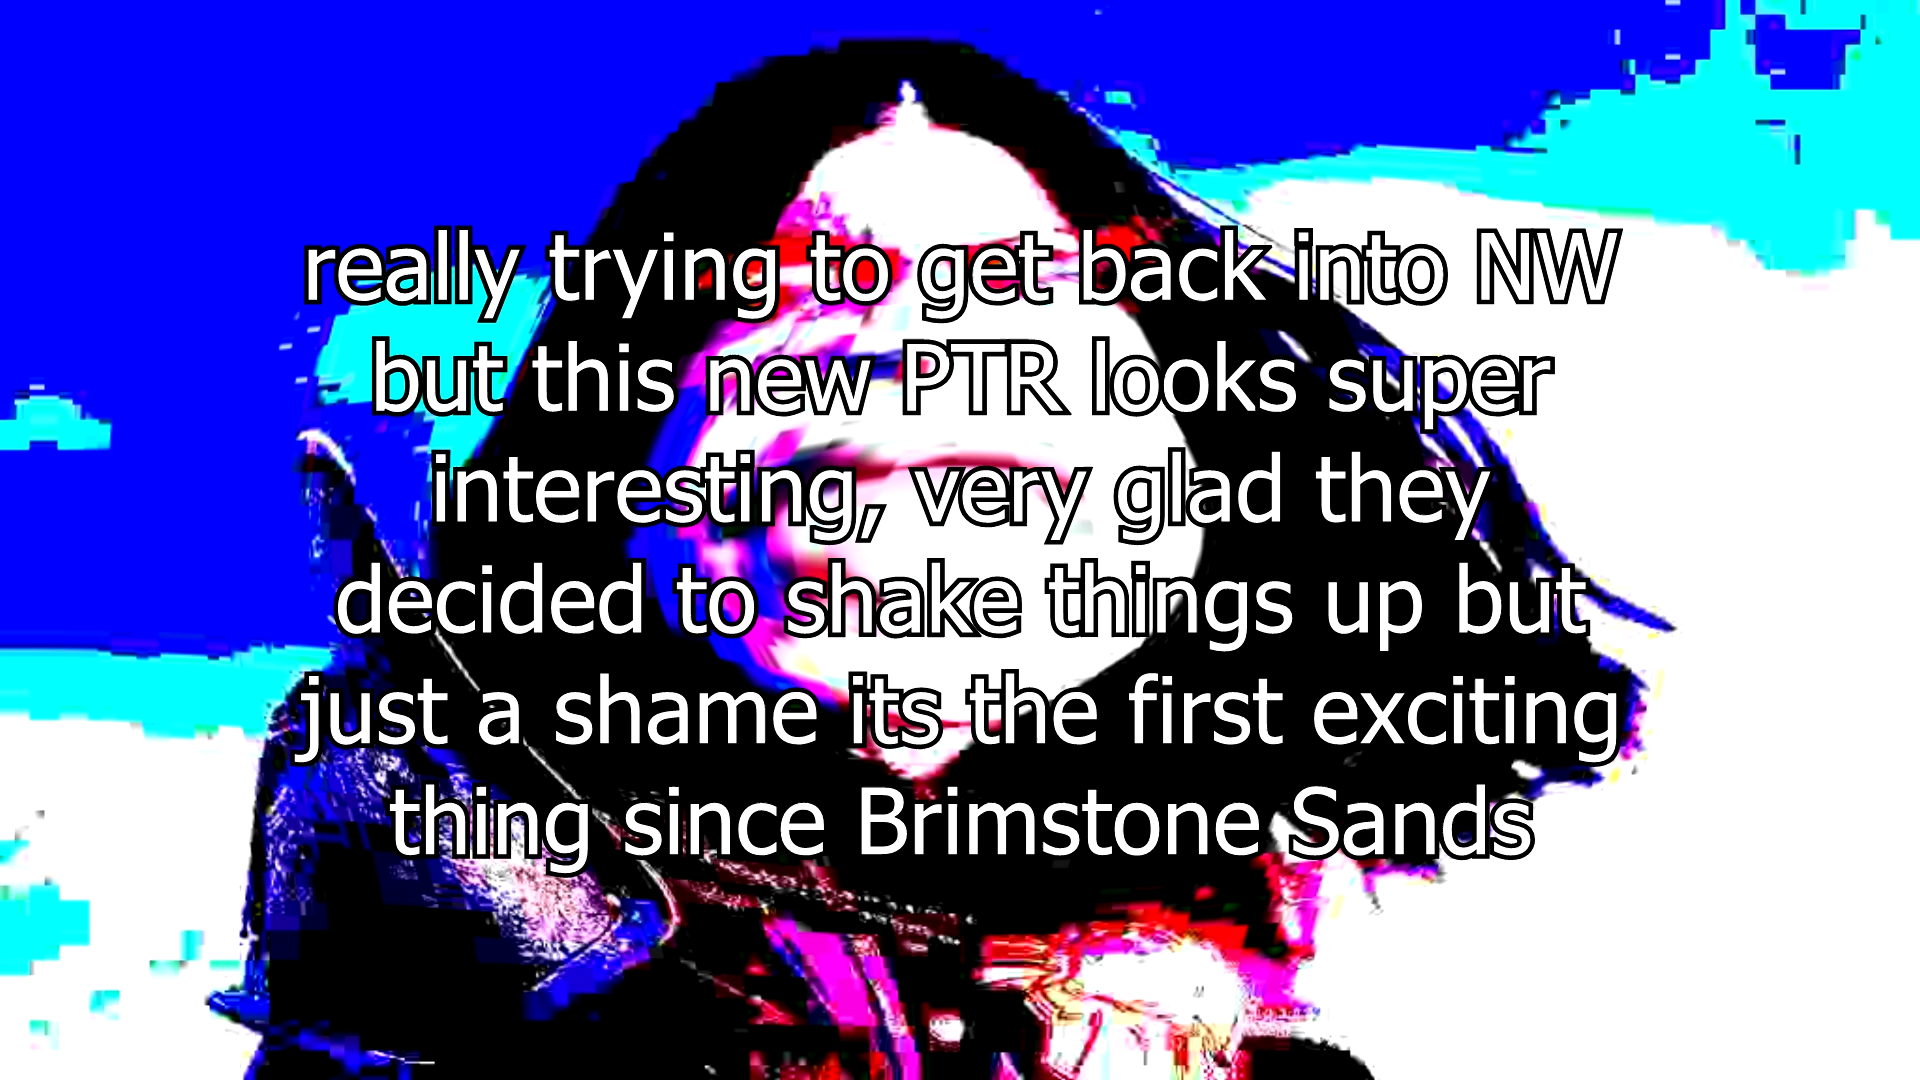 really trying to get back into NW
but this new PTR looks super
interesting, very glad they
decided to shake things up but
just a shame its the first exciting
thing since Brimstone Sands